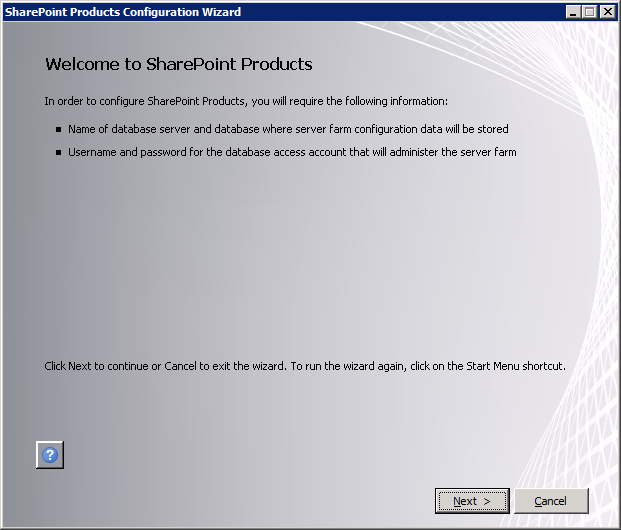 SharePoint Products Configuration Wizard
Welcome to SharePoint Products
In order to configure SharePoint Products, you will require the following information:
Name of database server and database where server farm configuration data will be stored
Username and password for the database access account that will administer the server farm
Click Next to continue or Cancel to exit the wizard. To run the wizard again, click on the Start Menu shortcut.
?
Next >
Cancel